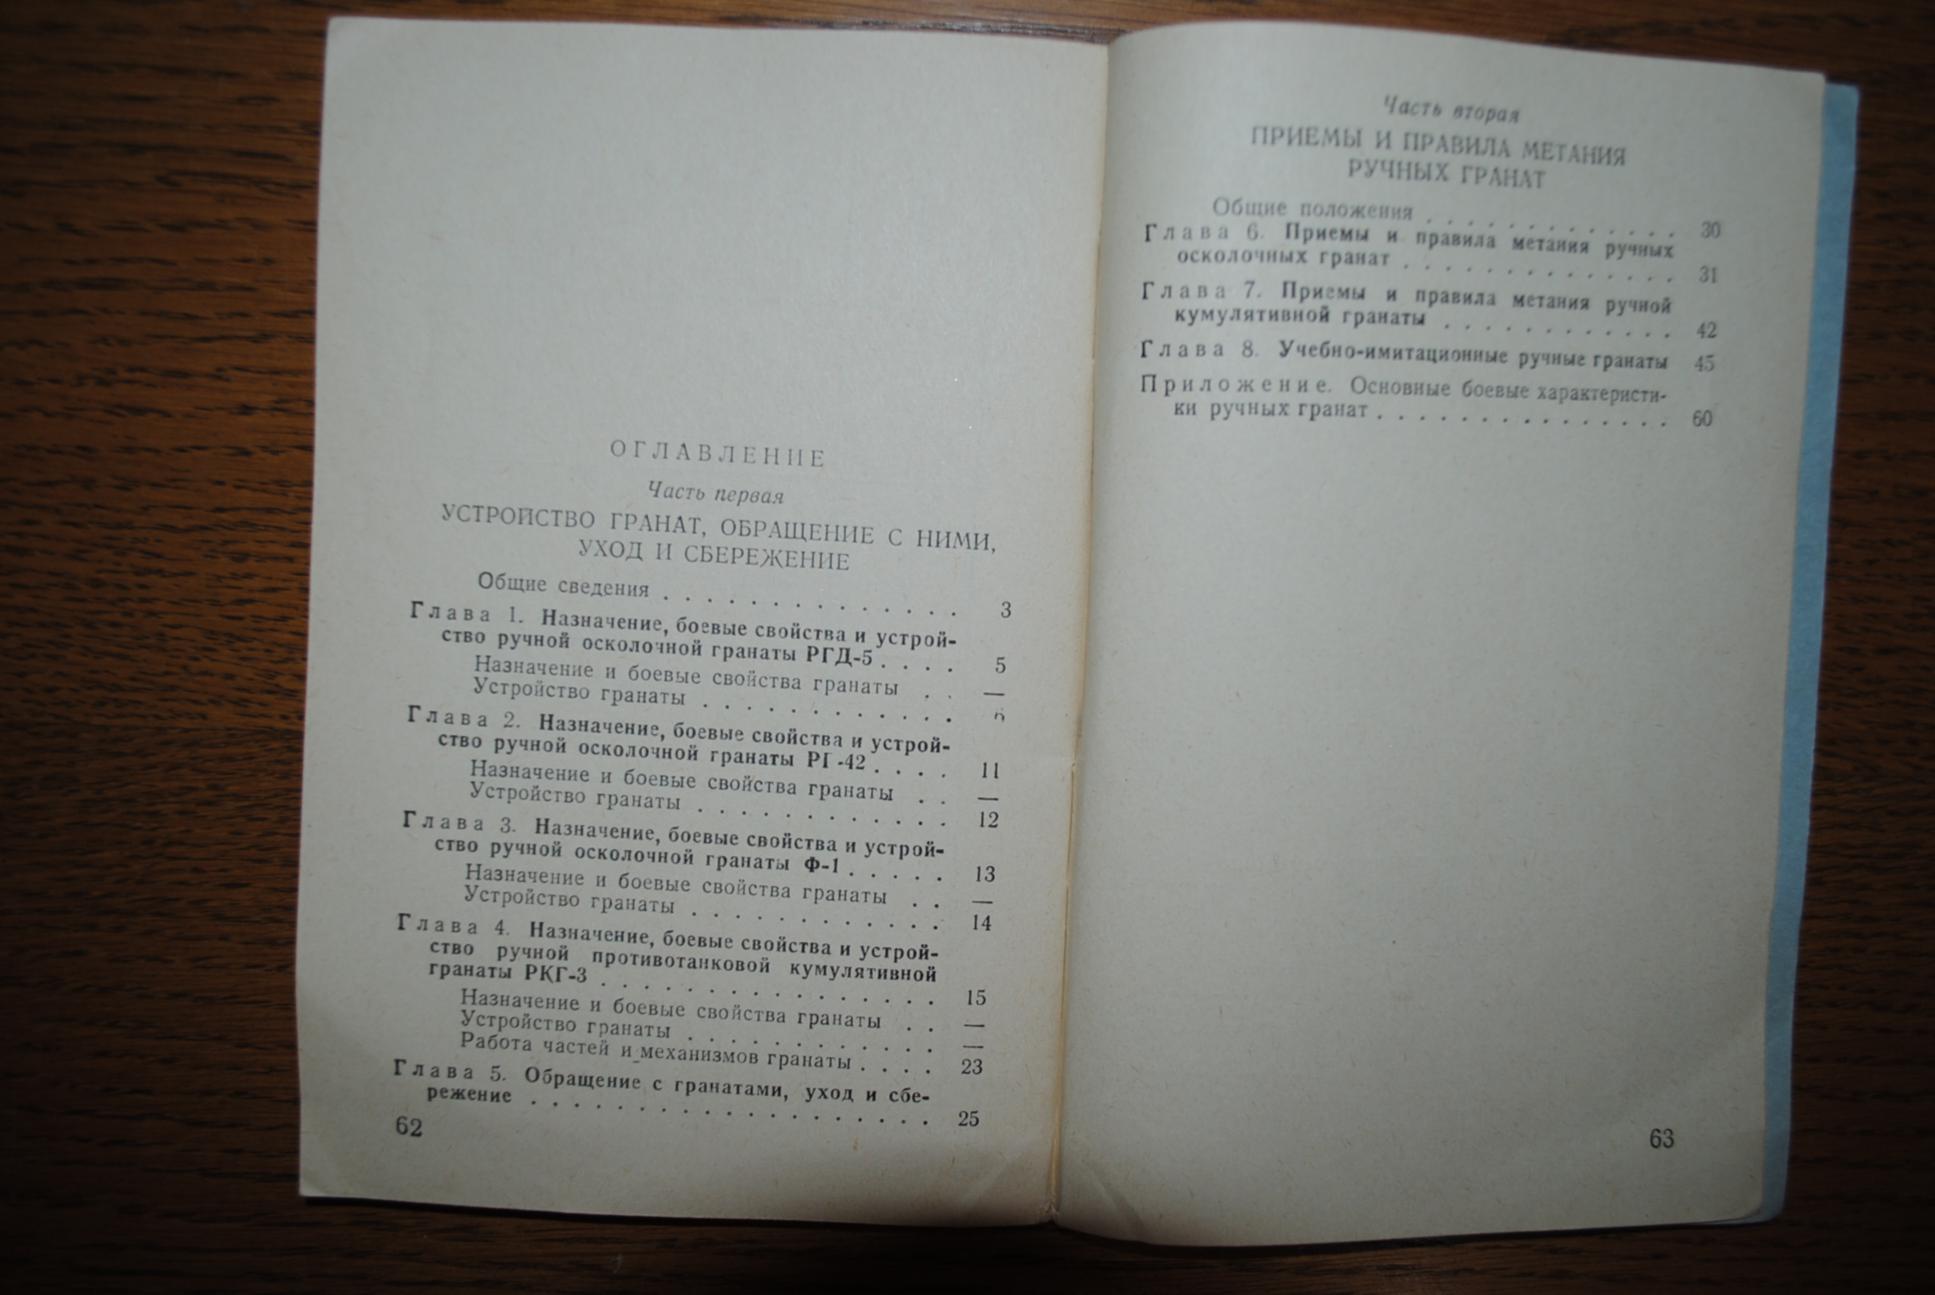 ОГЛАВЛЕНИЕ
Часть первая
УСТРОЙСТВО ГРАНАТ, ОБРАЩЕНИЕ С НИМИ,
УХОД И СБЕРЕЖЕНИЕ
Общие сведения . . . . . . . . . . . . . . 3
Глава 1. Назначение, боевые свойства и устрой-
ство ручной осколочной гранаты РГД-5 . . . . 5
Назначение и боевые свойства гранаты . . —
Устройство гранаты . . . . . . . . . . . .
Глава 2. Назначение, боевые свойства и устрой-
ство ручной осколочной гранаты РГ-42 . . . . 11
Назначение и боевые свойства гранаты . . —
Устройство гранаты . . . . . . . . . . . . 12
Глава 3. Назначение, боевые свойства и устрой-
ство ручной осколочной гранаты Ф-1 . . . . . 13
Назначение и боевые свойства гранаты . . —
Устройство гранаты . . . . . . . . . . . . 14
Глава 4. Назначение, боевые свойства и устрой-
ство ручной противотанковой кумулятивной
гранаты РКГ-3 . . . . . . . . . . . . . . . . 15
Назначение и боевые свойства гранаты . . —
Устройство гранаты . . . . . . . . . . . . —
Работа частей и механизмов гранаты . . . . 23
Глава 5. Обращение с гранатами, уход и сбе-
режение . . . . . . . . . . . . . . . . . . . 25
62
Часть вторая
ПРИЕМЫ И ПРАВИЛА МЕТАНИЯ
РУЧНЫХ ГРАНАТ
Общие положения . . . . . . . . . . . . 30
Глава 6. Приемы и правила метания ручных
осколочных гранат . . . . . . . . . . . . . 31
Глава 7. Приемы и правила метания ручной
кумулятивной гранаты . . . . . . . . . . . 42
Глава 8. Учебно-имитационные ручные гранаты 45
Приложение. Основные боевые характеристи-
ки ручных гранат . . . . . . . . . . . . . . 60
63